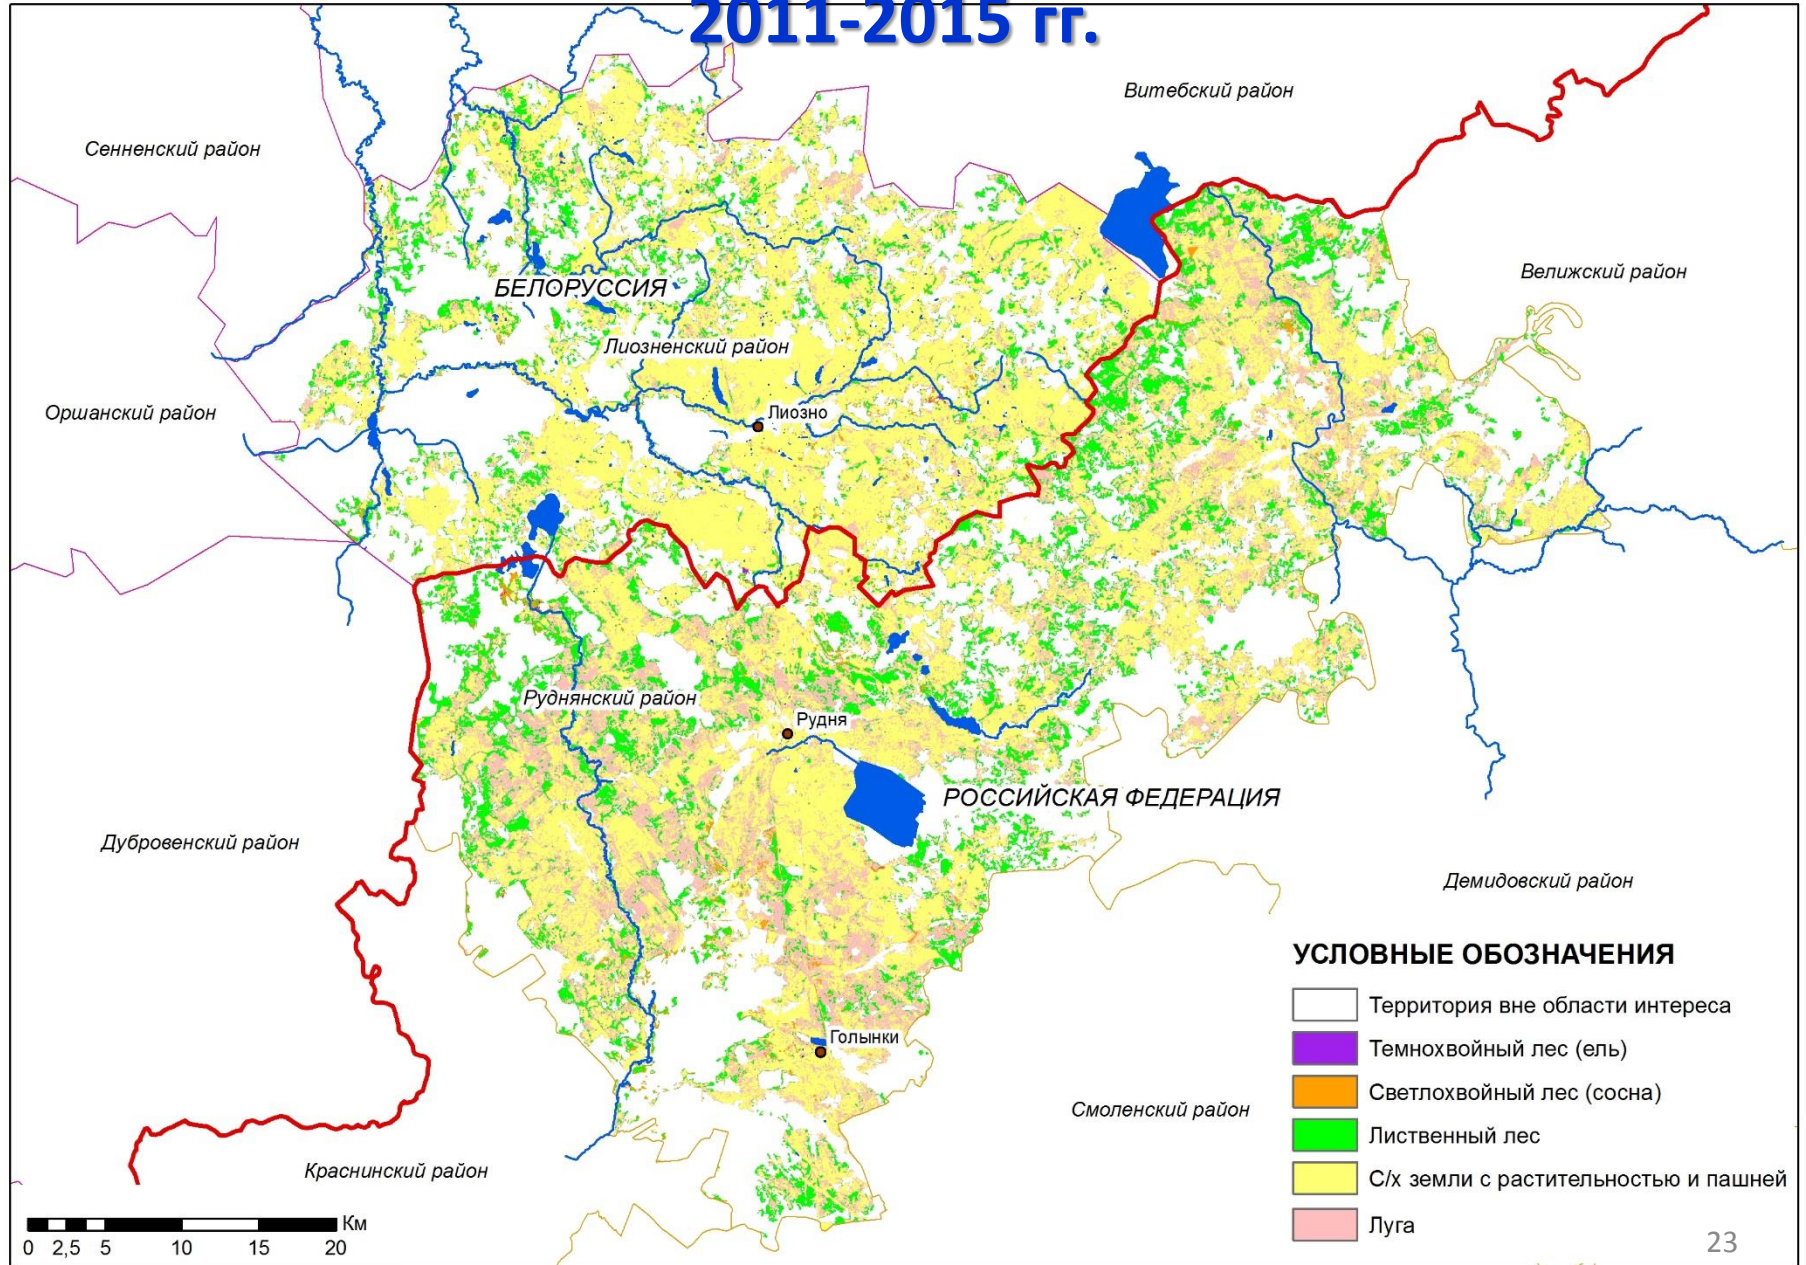 2011-2015 гг.
Витебский район
Сенненский район
Велижский район
БЕЛОРУССИЯ
Лиозненский район
Оршанский район
Лиозно
Руднянский район
Рудня
РОССИЙСКАЯ ФЕДЕРАЦИЯ
Дубровенский район
Демидовский район
УСЛОВНЫЕ ОБОЗНАЧЕНИЯ
Территория вне области интереса
Темнохвойный лес (ель)
Светлохвойный лес (сосна)
Лиственный лес
С/х земли с растительностью и пашней
Луга
Голынки
Смоленский район
Краснинский район
Км
0 2,5 5 10 15 20
23